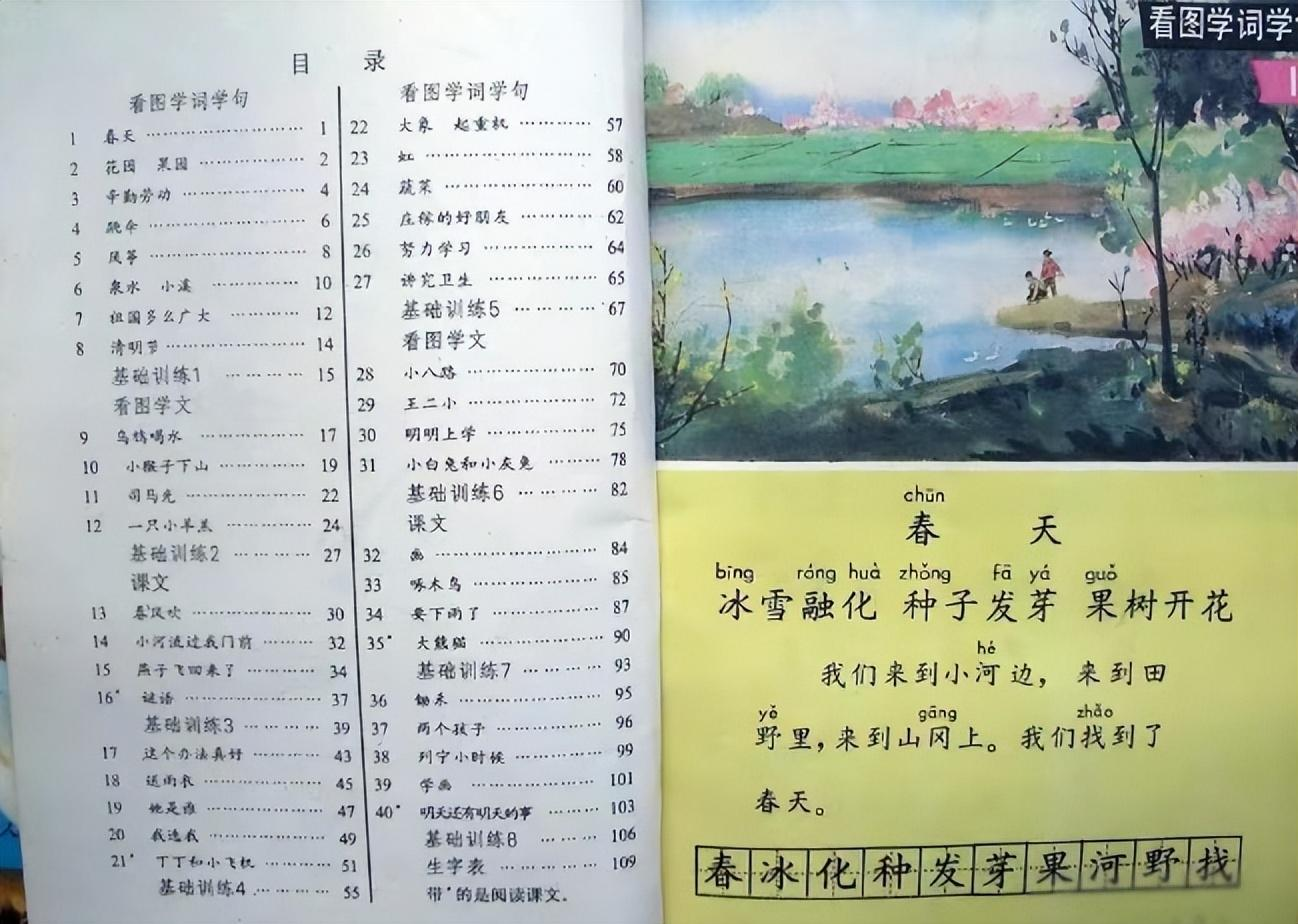 目 录
看图学词学句
1 春天 ………………………… 1
2 花园 果园 ………………… 2
3 辛勤劳动 ………………… 4
4 跳伞 ………………………… 6
5 风筝 ………………………… 8
6 泉水 小溪 ……………… 10
7 祖国多么广大 …………… 12
8 清明节 …………………… 14
基础训练1 ………… 15
看图学文
9 乌鸦喝水 ………………… 17
10 小猴子下山 …………… 19
11 司马光 ………………… 22
12 一只小羊羔 …………… 24
基础训练2 ………… 27
课文
13 春风吹 ………………… 30
14 小河流过我门前 ……… 32
15 燕子飞回来了 ………… 34
16* 谜语 …………………… 37
基础训练3 ………… 39
17 这个办法真好 ………… 43
18 送雨衣 ………………… 45
19 她是谁 ………………… 47
20 我选我 ………………… 49
21* 丁丁和小飞机 ………… 51
基础训练4 ………… 55
看图学词学句
22 大象 起重机 ………… 57
23 虹 ……………………… 58
24 蔬菜 …………………… 60
25 庄稼的好朋友 ………… 62
26 努力学习 ……………… 64
27 讲究卫生 ……………… 65
基础训练5 ………… 67
看图学文
28 小八路 ………………… 70
29 王二小 ………………… 72
30 明明上学 ……………… 75
31 小白兔和小灰兔 ……… 78
基础训练6 ………… 82
课文
32 画 ……………………… 84
33 啄木鸟 ………………… 85
34 要下雨了 ……………… 87
35* 大熊猫 ………………… 90
基础训练7 ………… 93
36 锄禾 …………………… 95
37 两个孩子 ……………… 96
38 列宁小时候 …………… 99
39 学画 …………………… 101
40* 明天还有明天的事 …… 103
基础训练8 ………… 106
生字表 ……………… 109
带*的是阅读课文。
看图学词学
1
chūn
春 天
bīng róng huà zhǒng fā yá guǒ
冰雪融化 种子发芽 果树开花
hé
我们来到小河边，来到田
yě gāng zhǎo
野里，来到山冈上。我们找到了
春天。
春冰化种发芽果河野找